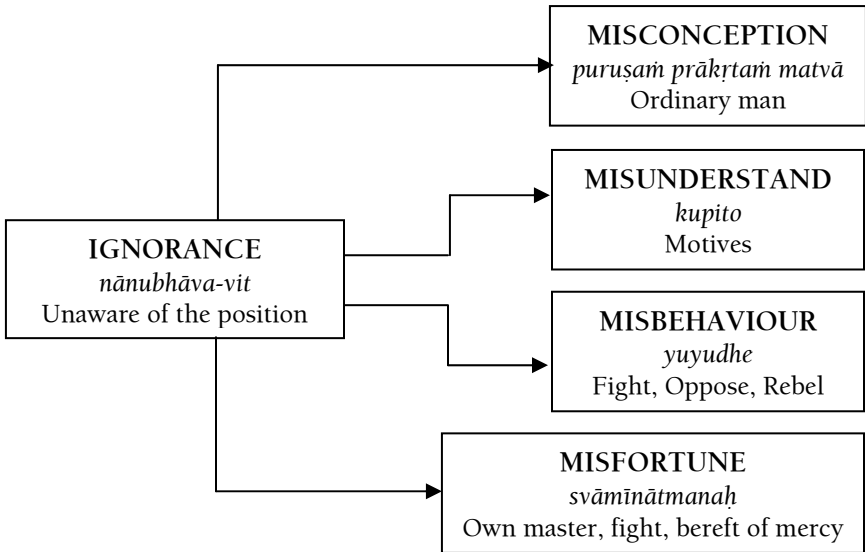 MISCONCEPTION
puruṣaṁ prākṛtaṁ matvā
Ordinary man
MISUNDERSTAND
kupito
Motives
IGNORANCE
nānubhāva-vit
Unaware of the position
MISBEHAVIOUR
yuyudhe
Fight, Oppose, Rebel
MISFORTUNE
svāmīnātmanaḥ
Own master, fight, bereft of mercy